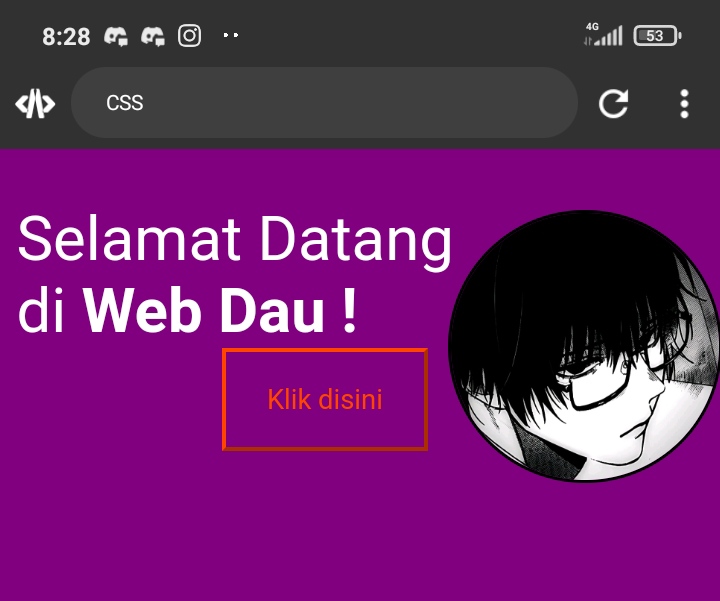 8:28
4G
53
CSS
Selamat Datang
di Web Dau !
Klik disini